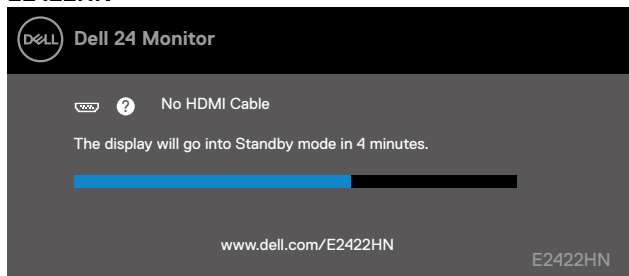 E2422HN
DELL Dell 24 Monitor
? No HDMI Cable
The display will go into Standby mode in 4 minutes.
www.dell.com/E2422HN
E2422HN